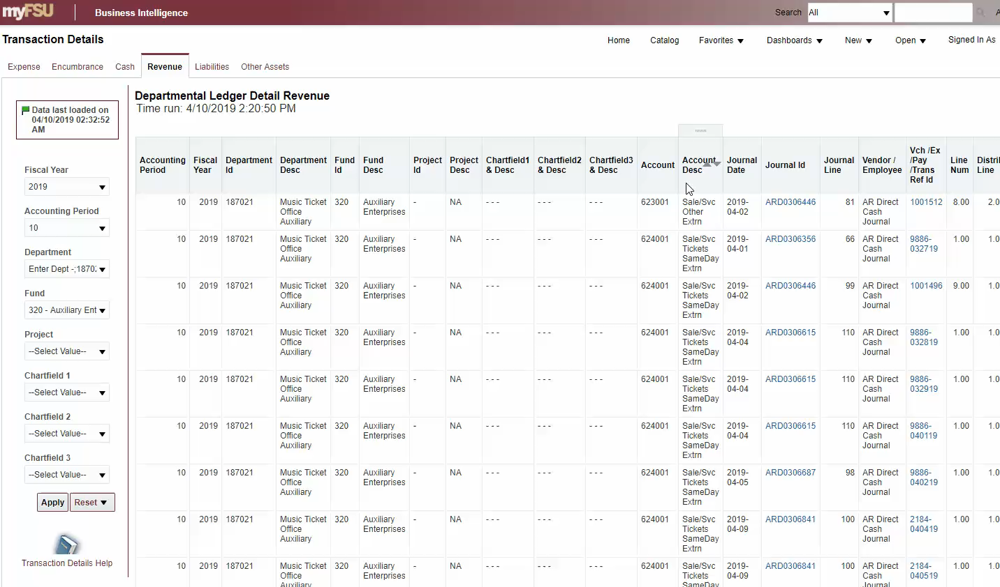 myFSU Business Intelligence Search All
Transaction Details Home Catalog Favorites Dashboards New Open Signed In As
Expense Encumbrance Cash Revenue Liabilities Other Assets
Data last loaded on
04/10/2019 02:32:52
AM
Fiscal Year
2019
Accounting Period
10
Department
Enter Dept -;1870
Fund
320 - Auxiliary Ent
Project
--Select Value--
Chartfield 1
--Select Value--
Chartfield 2
--Select Value--
Chartfield 3
--Select Value--
Apply Reset
Transaction Details Help
Departmental Ledger Detail Revenue
Time run: 4/10/2019 2:20:50 PM
Accounting Period Fiscal Year Department Id Department Desc Fund Id Fund Desc Project Id Project Desc Chartfield1 & Desc Chartfield2 & Desc Chartfield3 & Desc Account Account Desc Journal Date Journal Id Journal Line Vendor / Employee Vch /Ex /Pay /Trans Ref Id Line Num Line
10 2019 187021 Music Ticket Office Auxiliary 320 Auxiliary Enterprises - NA - - - - - - - - - 623001 Sale/Svc Other Extrn 2019-04-02 ARD0306446 81 AR Direct Cash Journal 1001512 8.00 2.0
10 2019 187021 Music Ticket Office Auxiliary 320 Auxiliary Enterprises - NA - - - - - - - - - 624001 Sale/Svc Tickets SameDay Extrn 2019-04-01 ARD0306356 66 AR Direct Cash Journal 9886-032719 1.00 1.0
10 2019 187021 Music Ticket Office Auxiliary 320 Auxiliary Enterprises - NA - - - - - - - - - 624001 Sale/Svc Tickets SameDay Extrn 2019-04-02 ARD0306446 99 AR Direct Cash Journal 1001496 9.00 1.0
10 2019 187021 Music Ticket Office Auxiliary 320 Auxiliary Enterprises - NA - - - - - - - - - 624001 Sale/Svc Tickets SameDay Extrn 2019-04-04 ARD0306615 110 AR Direct Cash Journal 9886-032819 1.00 1.0
10 2019 187021 Music Ticket Office Auxiliary 320 Auxiliary Enterprises - NA - - - - - - - - - 624001 Sale/Svc Tickets SameDay Extrn 2019-04-04 ARD0306615 110 AR Direct Cash Journal 9886-032919 1.00 1.0
10 2019 187021 Music Ticket Office Auxiliary 320 Auxiliary Enterprises - NA - - - - - - - - - 624001 Sale/Svc Tickets SameDay Extrn 2019-04-04 ARD0306615 110 AR Direct Cash Journal 9886-040119 1.00 1.0
10 2019 187021 Music Ticket Office Auxiliary 320 Auxiliary Enterprises - NA - - - - - - - - - 624001 Sale/Svc Tickets SameDay Extrn 2019-04-05 ARD0306687 98 AR Direct Cash Journal 9886-040219 1.00 1.0
10 2019 187021 Music Ticket Office Auxiliary 320 Auxiliary Enterprises - NA - - - - - - - - - 624001 Sale/Svc Tickets SameDay Extrn 2019-04-09 ARD0306841 100 AR Direct Cash Journal 2184-040419 1.00 1.0
10 2019 187021 Music Ticket Office Auxiliary 320 Auxiliary Enterprises - NA - - - - - - - - - 624001 Sale/Svc Tickets SameDay 2019-04-09 ARD0306841 100 AR Direct Cash Journal 2184-040519 1.00 1.0